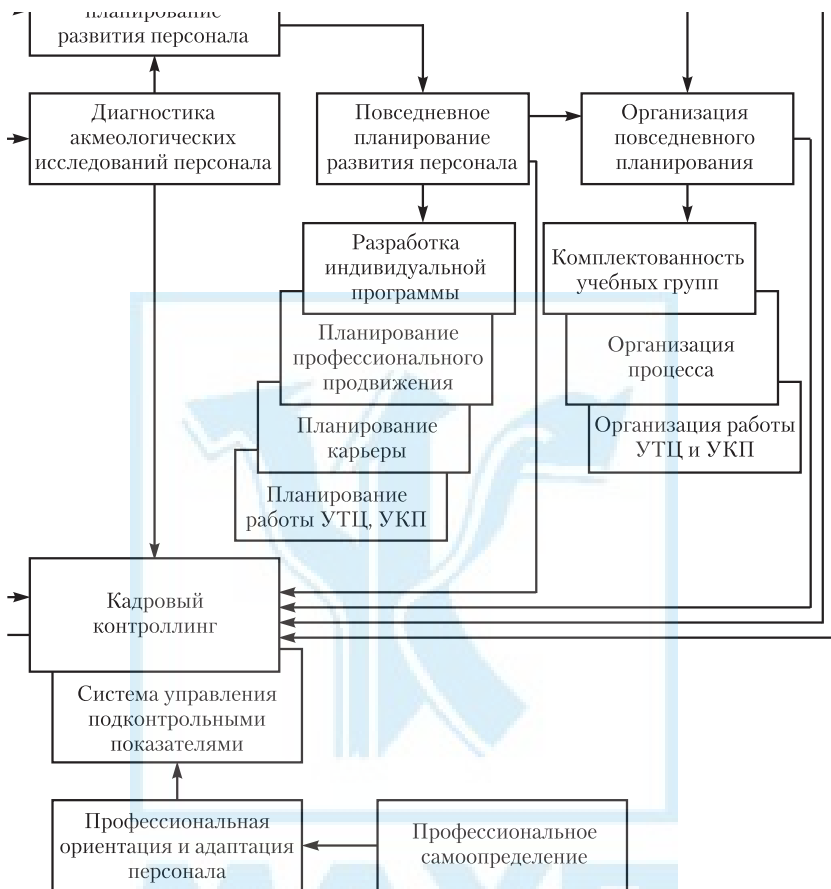 планирование
развития персонала
Диагностика
акмеологических
исследований персонала
Повседневное
планирование
развития персонала
Организация
повседневного
планирования
Разработка
индивидуальной
программы
Комплектованность
учебных групп
Планирование
профессионального
продвижения
Организация
процесса
Планирование
карьеры
Организация работы
УТЦ и УКП
Планирование
работы УТЦ, УКП
Кадровый
контроллинг
Система управления
подконтрольными
показателями
Профессиональная
ориентация и адаптация
персонала
Профессиональное
самоопределение